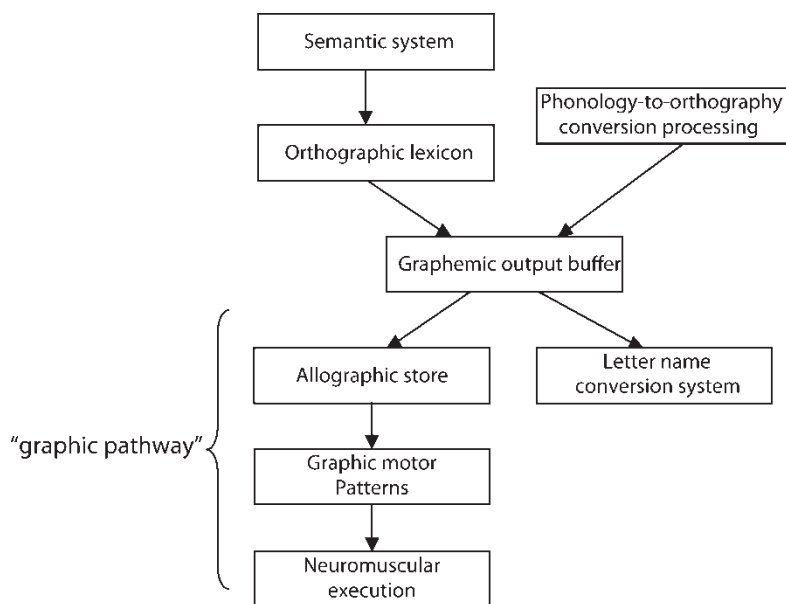 Semantic system
Phonology-to-orthography
conversion processing
Orthographic lexicon
Graphemic output buffer
Allographic store
Letter name
conversion system
"graphic pathway"
Graphic motor
Patterns
Neuromuscular
execution